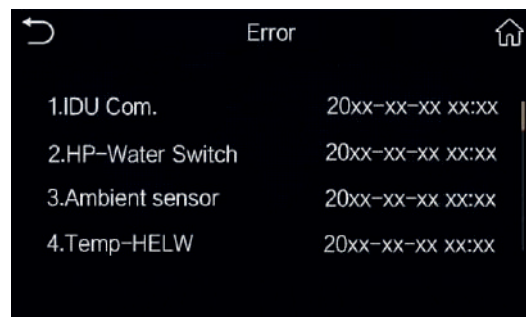 Error
1.IDU Com. 20xx-xx-xx xx:xx
2.HP-Water Switch 20xx-xx-xx xx:xx
3.Ambient sensor 20xx-xx-xx xx:xx
4.Temp-HELW 20xx-xx-xx xx:xx